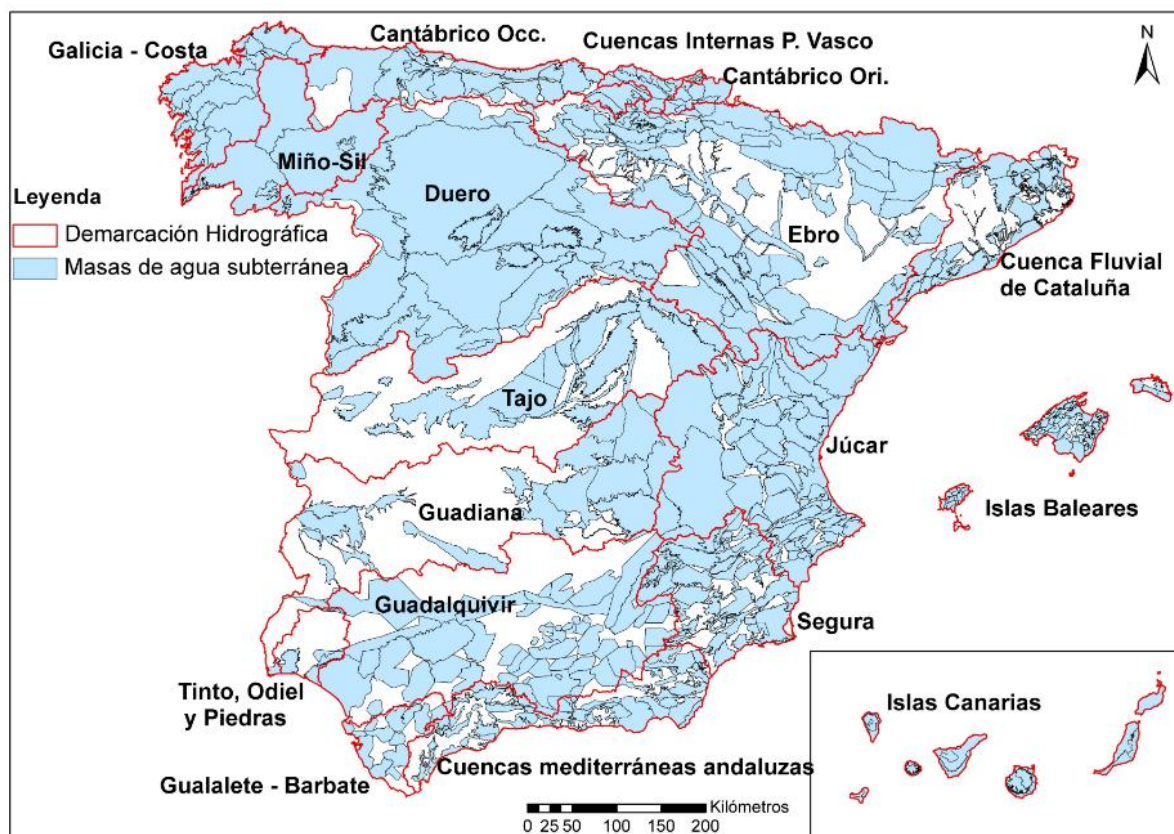 Cantábrico Occ.
Cuencas Internas P. Vasco
Galicia - Costa
Cantábrico Ori.
N
Miño-Sil
Leyenda
Demarcación Hidrográfica
Masas de agua subterránea
Duero
Ebro
Cuenca Fluvial
de Cataluña
Tajo
Júcar
Islas Baleares
Guadiana
Guadalquivir
Segura
Tinto, Odiel
y Piedras
Islas Canarias
Cuencas mediterráneas andaluzas
Gualalete - Barbate
Kilómetros
0 25 50 100 150 200